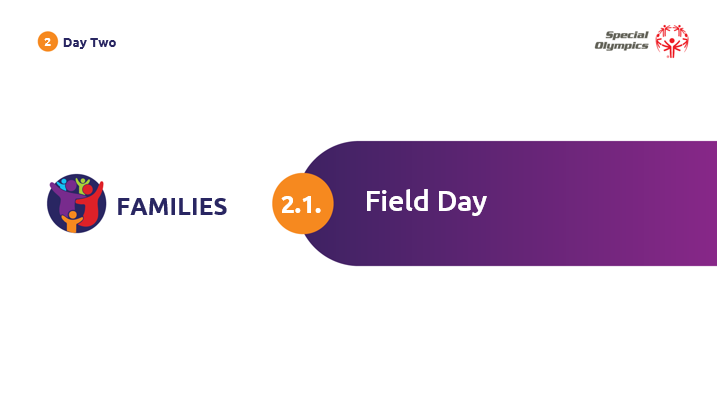 2 Day Two
Special
Olympics
FAMILIES
2.1. Field Day